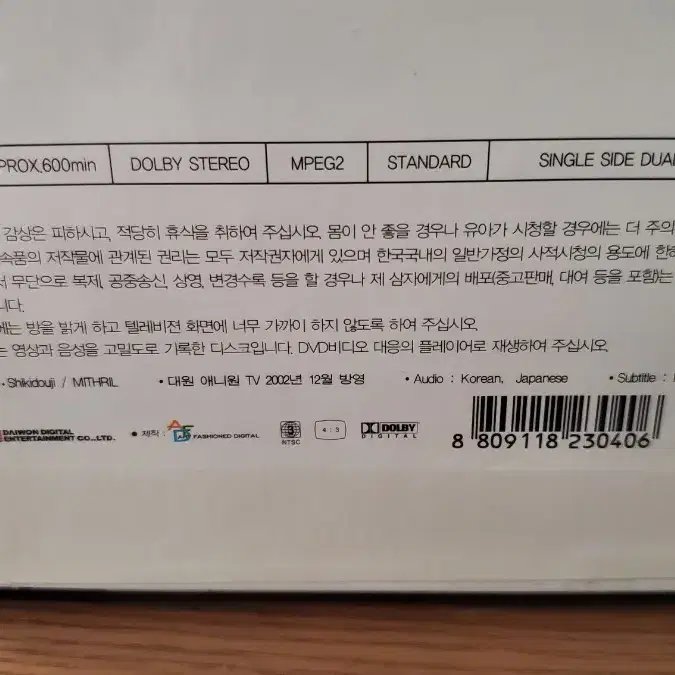 PROX.600min DOLBY STEREO MPEG2 STANDARD SINGLE SIDE DUAL
감상은 피하시고, 적당히 휴식을 취하여 주십시오. 몸이 안 좋을 경우나 유아가 시청할 경우에는 더 주의
속품의 저작물에 관계된 권리는 모두 저작권자에게 있으며 한국국내의 일반가정의 사적시청의 용도에 한하
서 무단으로 복제, 공중송신, 상영, 변경수록 등을 할 경우나 제 삼자에게의 배포(중고판매, 대여 등을 포함)는
니다.
에는 방을 밝게 하고 텔레비젼 화면에 너무 가까이 하지 않도록 하여 주십시오.
는 영상과 음성을 고밀도로 기록한 디스크입니다. DVD비디오 대응의 플레이어로 재생하여 주십시오.
·Shikidouji / MITHRIL • 대원 애니원 TV 2002년 12월 방영 • Audio : Korean, Japanese • Subtitle :
DAIWON DIGITAL ENTERTAINMENT CO.,LTD. ● 제작 : FASHIONED DIGITAL 3 NTSC 4:3 DOLBY DIGITAL
8 809118 230406